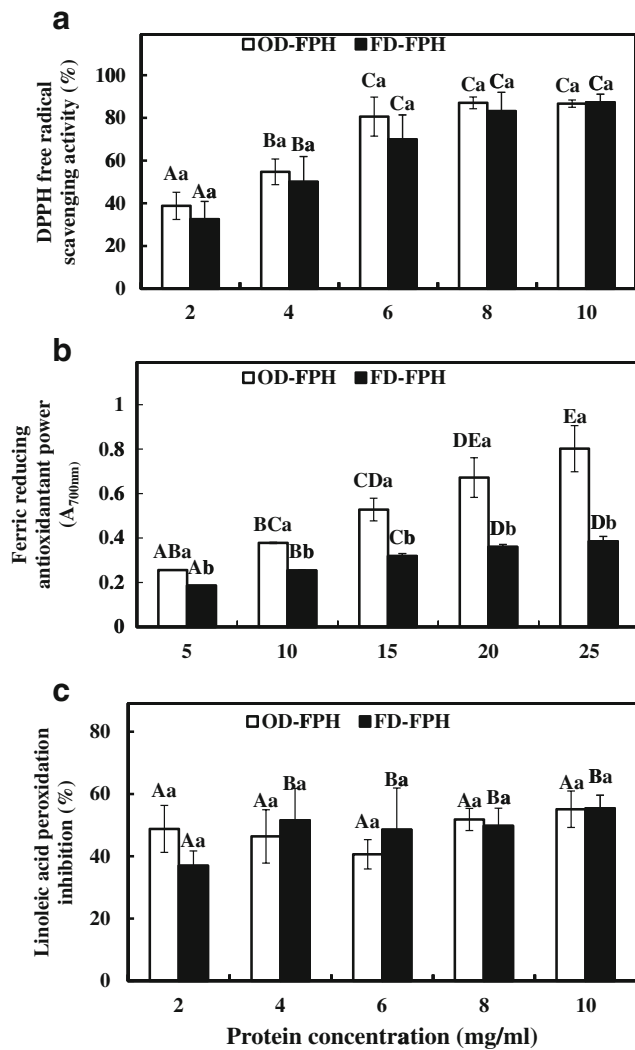 a
OD-FPH FD-FPH
DPPH free radical
scavenging activity (%)
100
80
60
40
20
0
Aa Aa Ba Ba Ca Ca Ca Ca Ca Ca
2 4 6 8 10
b
OD-FPH FD-FPH
Ferric reducing
antioxidantant power
(A700nm)
1
0.8
0.6
0.4
0.2
0
ABa Ab BCa Bb CDa Cb DEa Db Ea Db
5 10 15 20 25
c
OD-FPH FD-FPH
Linoleic acid peroxidation
inhibition (%)
80
60
40
20
0
Aa Aa Aa Ba Aa Ba Aa Ba Aa Ba
2 4 6 8 10
Protein concentration (mg/ml)